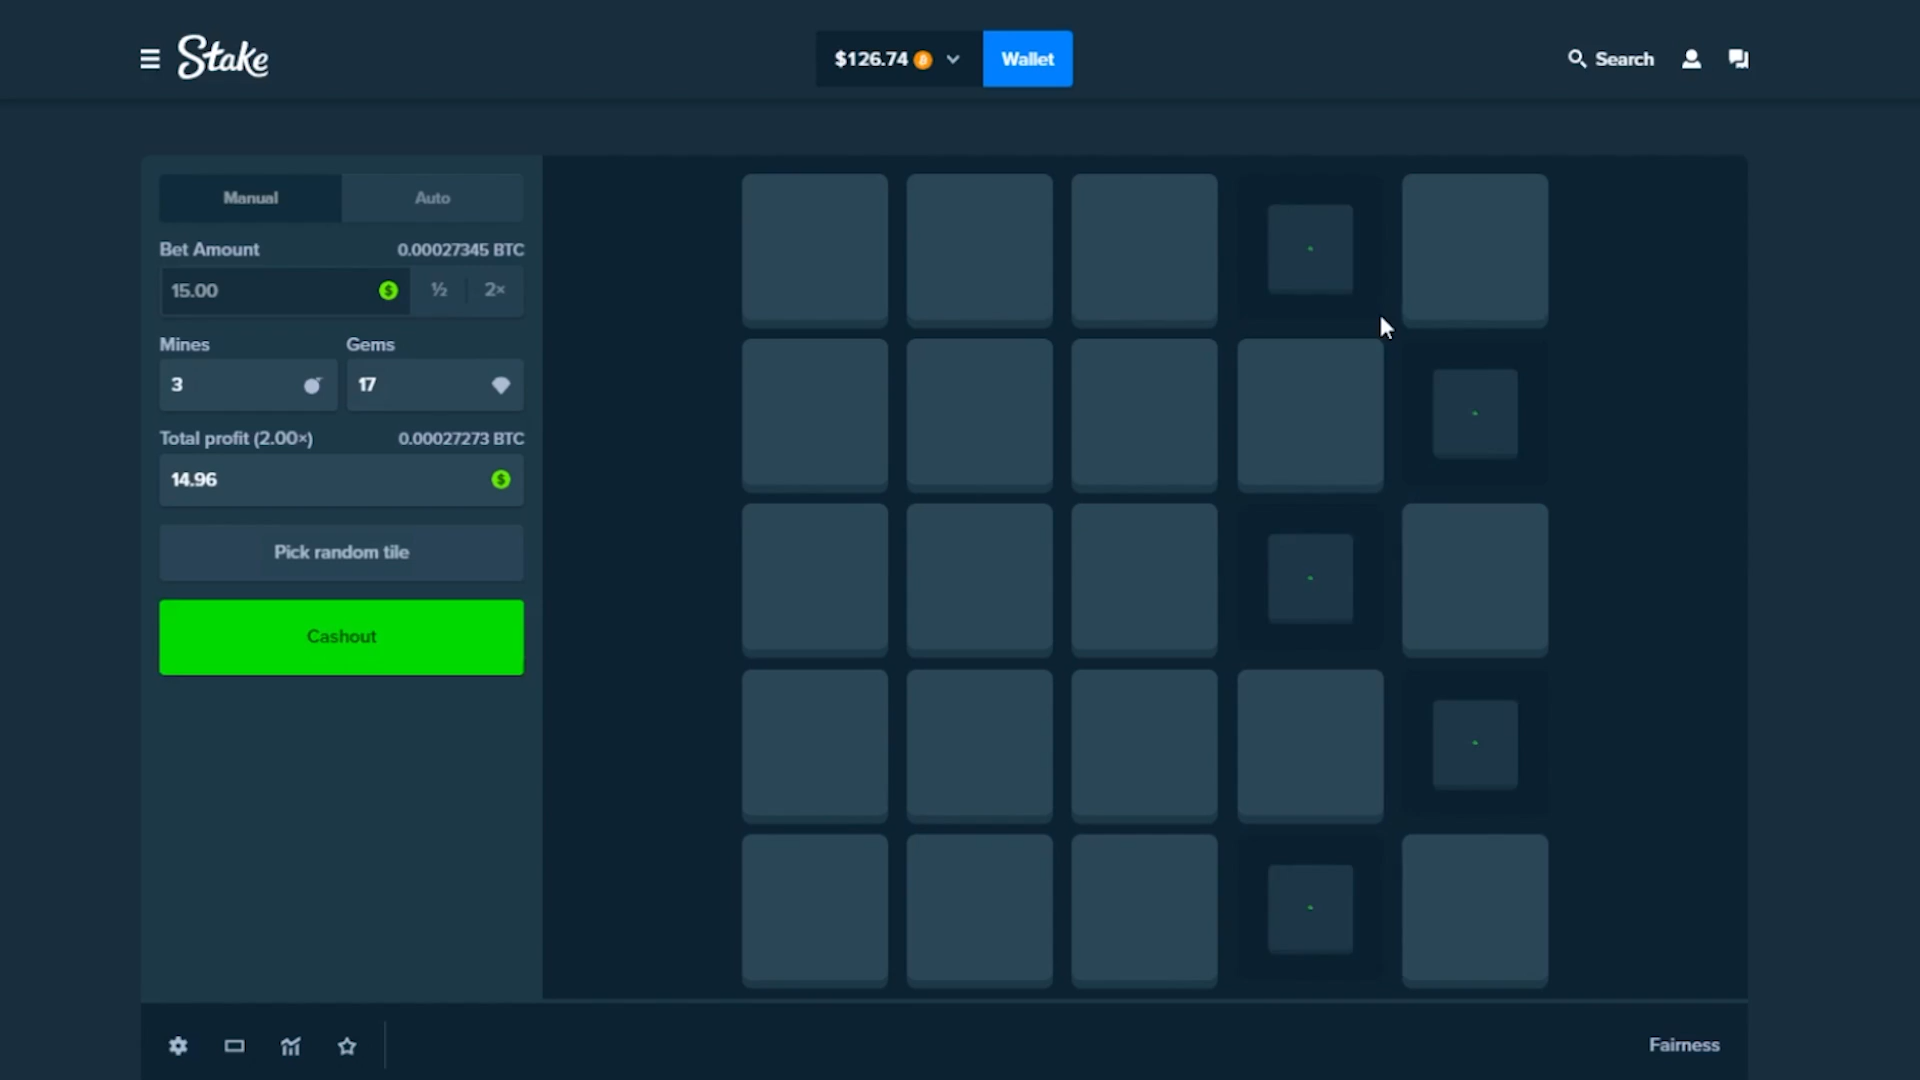 Stake
$126.74
Wallet
Search
Manual
Auto
Bet Amount
0.00027345 BTC
15.00
½
2×
Mines
Gems
3
17
Total profit (2.00×)
0.00027273 BTC
14.96
Pick random tile
Cashout
Fairness